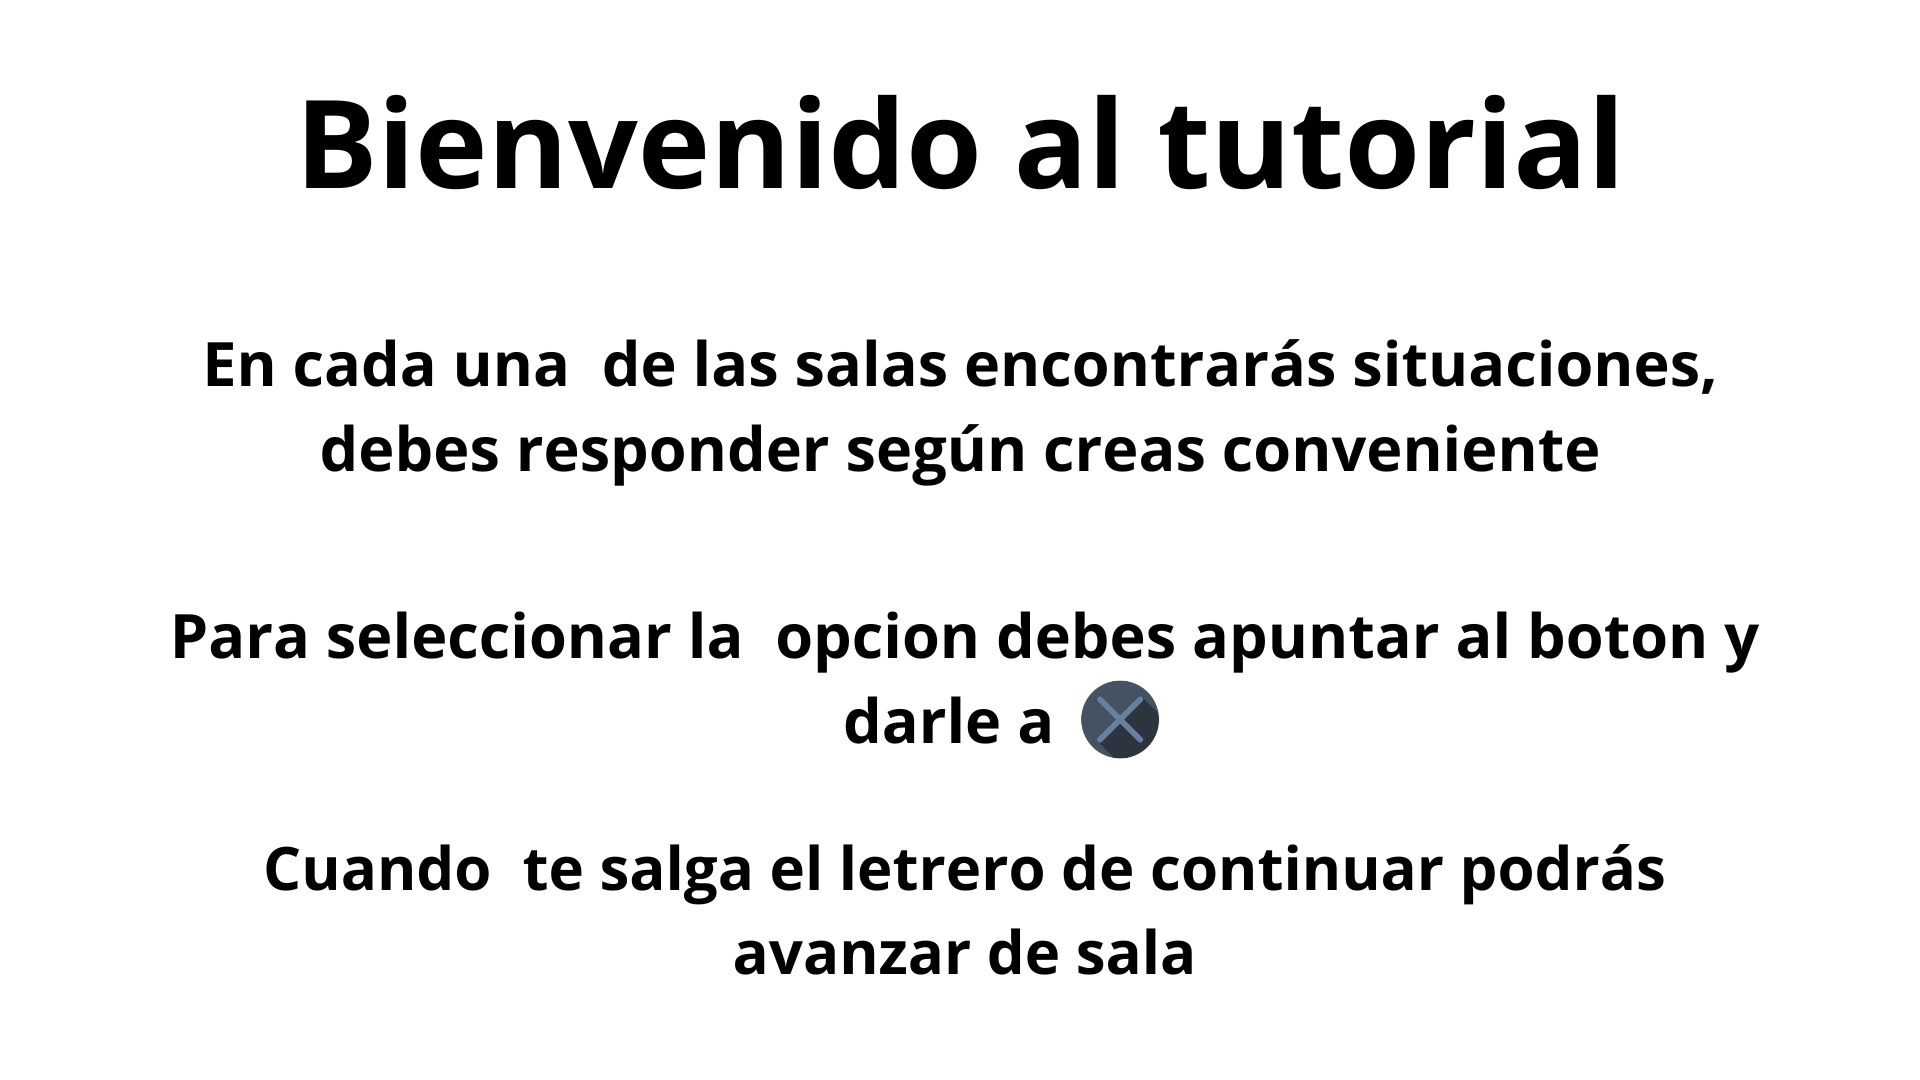 Bienvenido al tutorial
En cada una  de las salas encontrarás situaciones,
debes responder según creas conveniente
Para seleccionar la  opcion debes apuntar al boton y
darle a
Cuando  te salga el letrero de continuar podrás
avanzar de sala